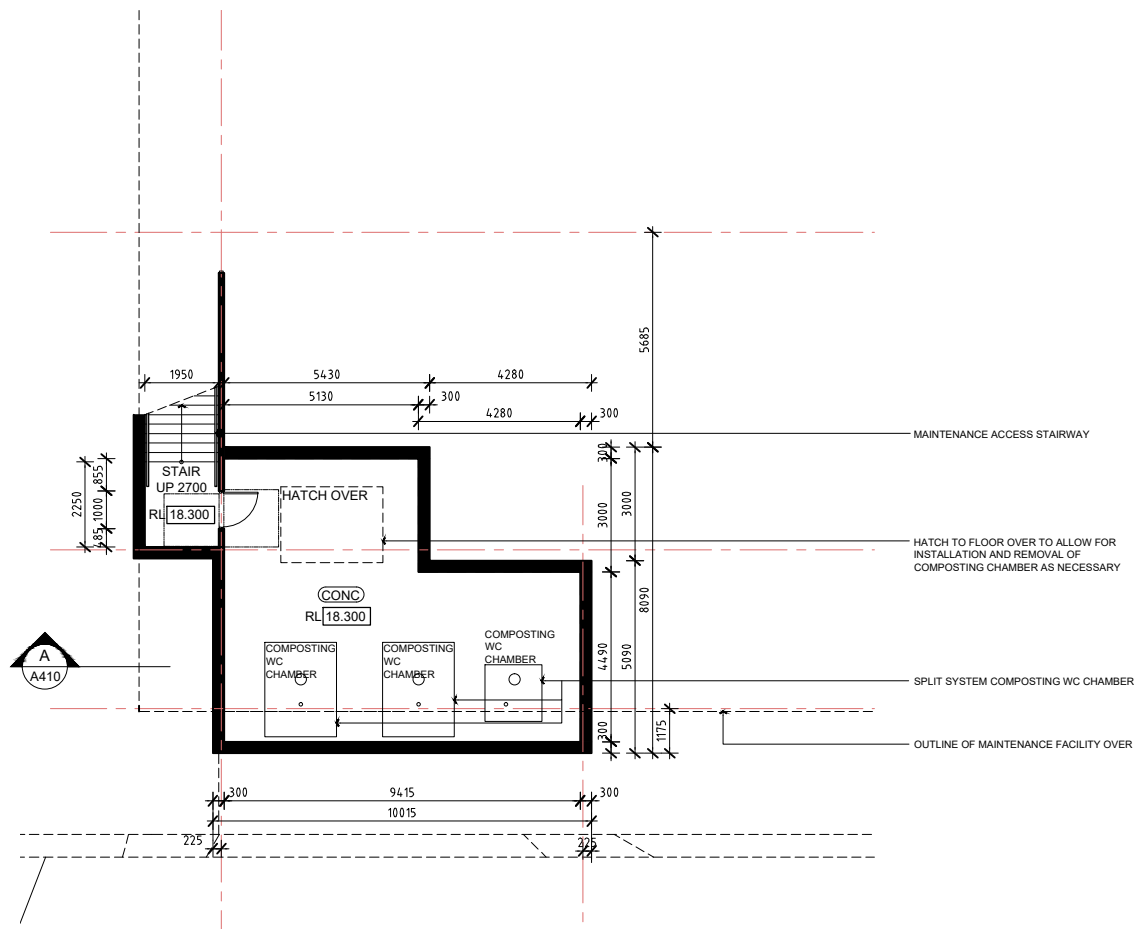 5685
1950
5430
4280
5130
300
4280
300
MAINTENANCE ACCESS STAIRWAY
300
STAIR
UP 2700
855
2250
1000
485
RL 18.300
HATCH OVER
3000
3000
HATCH TO FLOOR OVER TO ALLOW FOR
INSTALLATION AND REMOVAL OF
COMPOSTING CHAMBER AS NECESSARY
CONC
RL 18.300
8090
COMPOSTING
WC
CHAMBER
COMPOSTING
WC
CHAMBER
COMPOSTING
WC
CHAMBER
4490
5090
A
A410
SPLIT SYSTEM COMPOSTING WC CHAMBER
300
1175
OUTLINE OF MAINTENANCE FACILITY OVER
300
9415
300
10015
225
225